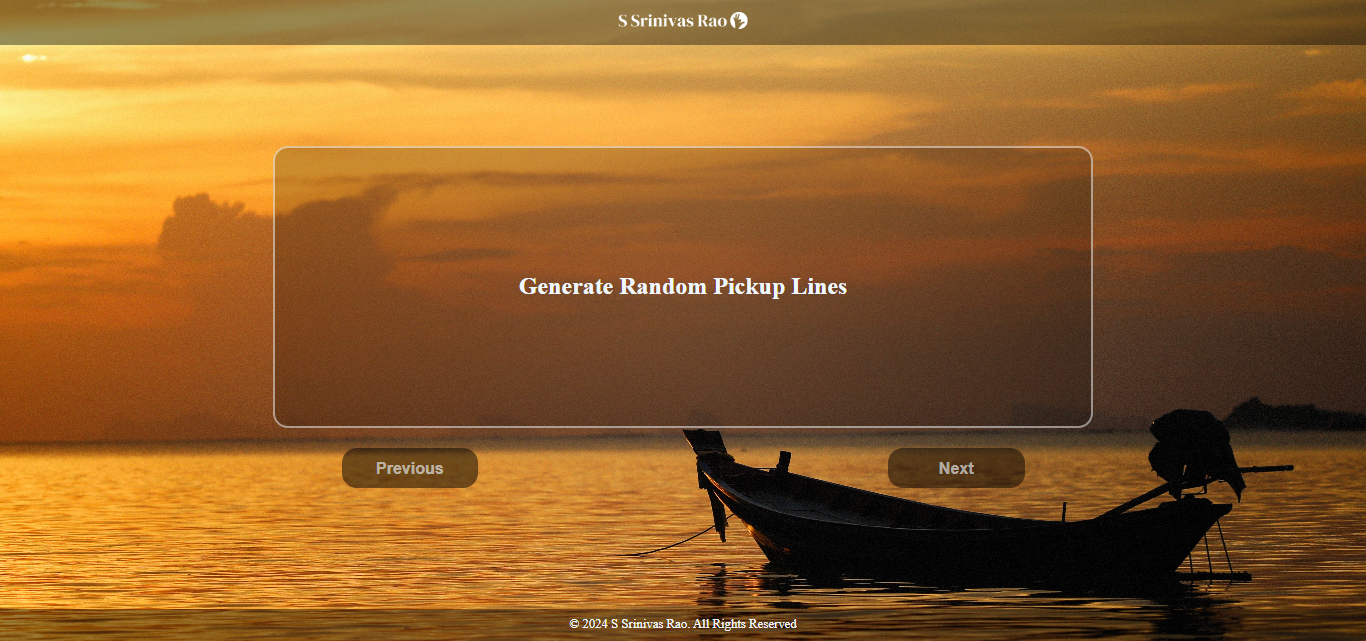 S Srinivas Rao
Generate Random Pickup Lines
Previous
Next
© 2024 S Srinivas Rao. All Rights Reserved